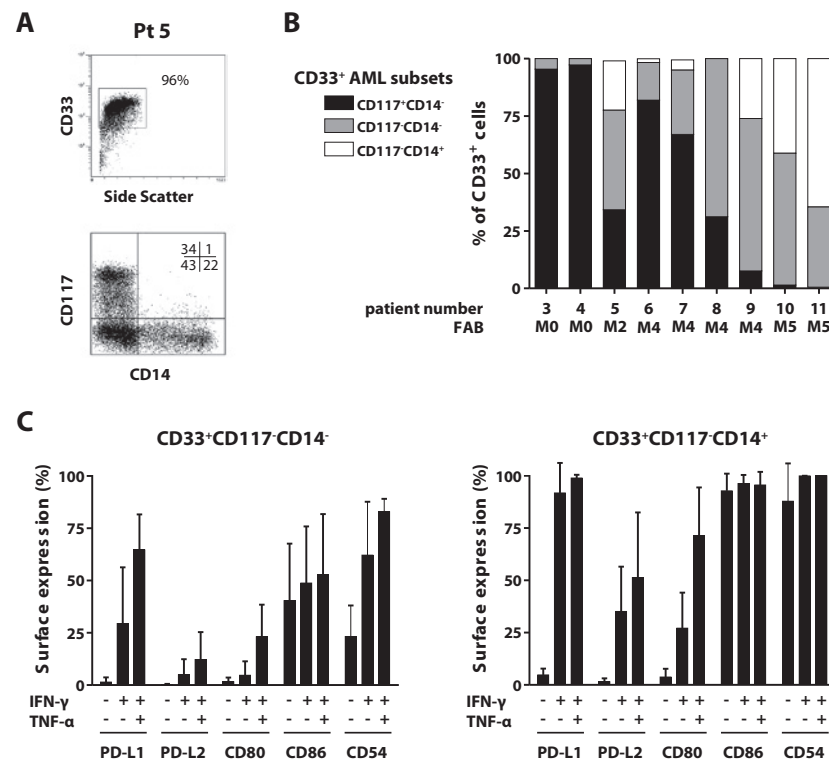 A
Pt 5
96%
CD33
Side Scatter
34 1
43 22
CD117
CD14
B
CD33⁺ AML subsets
CD117⁺CD14⁻
CD117⁻CD14⁻
CD117⁻CD14⁺
% of CD33⁺ cells
100
75
50
25
0
patient number 3 4 5 6 7 8 9 10 11
FAB M0 M0 M2 M4 M4 M4 M4 M5 M5
C
CD33⁺CD117⁻CD14⁻
Surface expression (%)
100
75
50
25
0
IFN-γ - + + - + + - + + - + + - + +
TNF-α - - + - - + - - + - - + - - +
PD-L1 PD-L2 CD80 CD86 CD54
CD33⁺CD117⁻CD14⁺
Surface expression (%)
100
75
50
25
0
IFN-γ - + + - + + - + + - + + - + +
TNF-α - - + - - + - - + - - + - - +
PD-L1 PD-L2 CD80 CD86 CD54